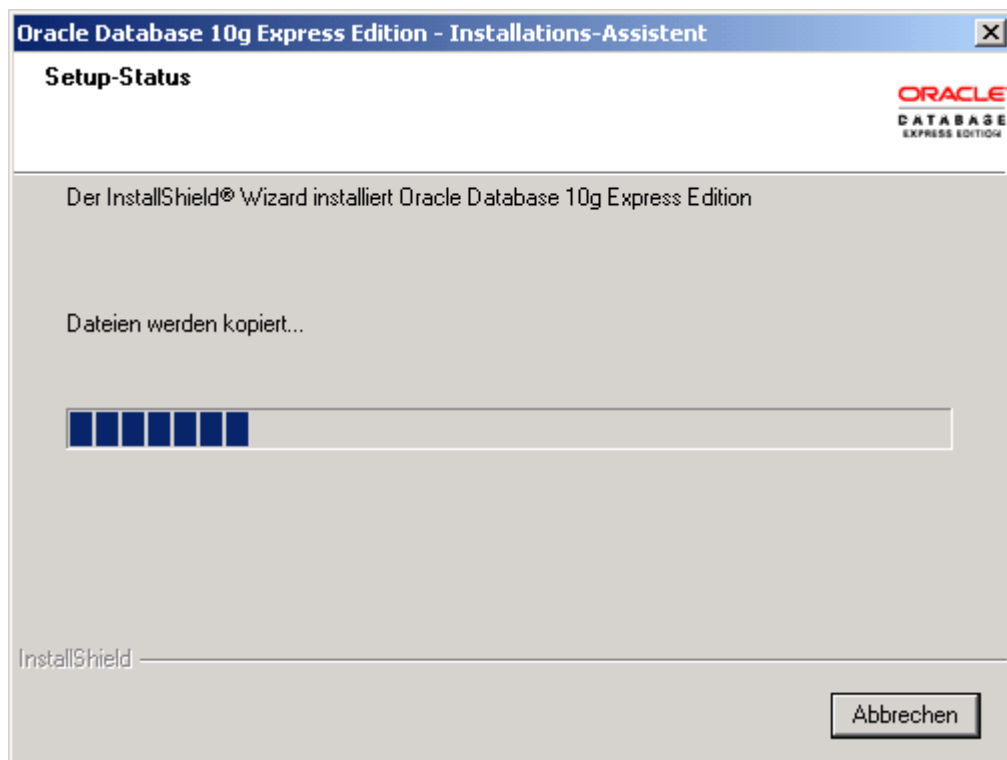 Oracle Database 10g Express Edition - Installations-Assistent
Setup-Status
ORACLE
DATABASE
EXPRESS EDITION
Der InstallShield® Wizard installiert Oracle Database 10g Express Edition
Dateien werden kopiert...
InstallShield
Abbrechen